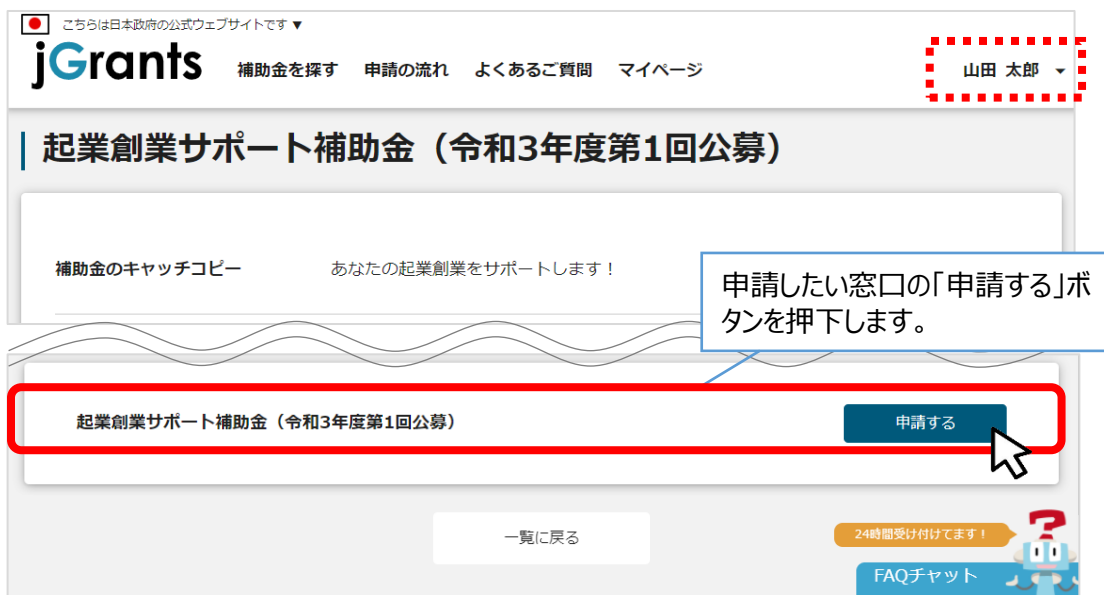 こちらは日本政府の公式ウェブサイトです ▼
jGrants 補助金を探す 申請の流れ よくあるご質問 マイページ 山田 太郎
起業創業サポート補助金（令和3年度第1回公募）
補助金のキャッチコピー あなたの起業創業をサポートします！
申請したい窓口の「申請する」ボ
タンを押下します。
起業創業サポート補助金（令和3年度第1回公募） 申請する
一覧に戻る
24時間受け付けてます！
?
FAQチャット